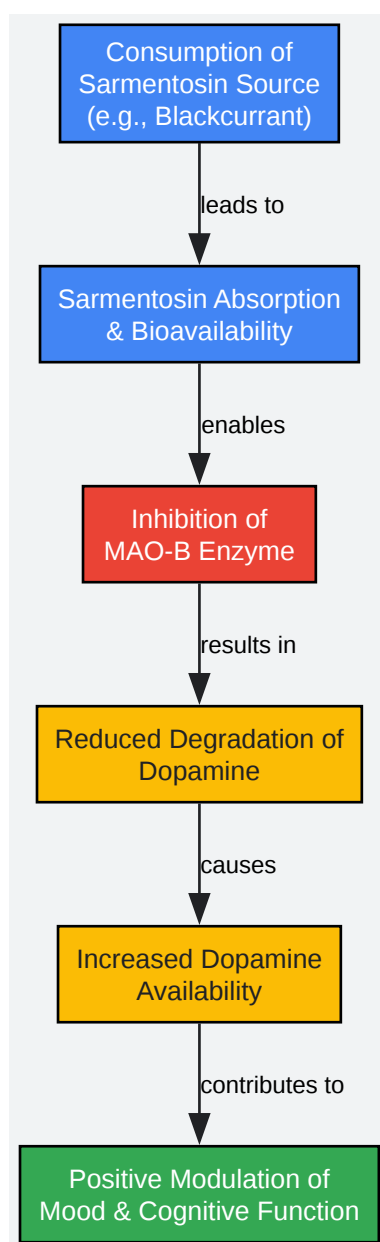 Consumption of
Sarmentosin Source
(e.g., Blackcurrant)
leads to
Sarmentosin Absorption
& Bioavailability
enables
Inhibition of
MAO-B Enzyme
results in
Reduced Degradation of
Dopamine
causes
Increased Dopamine
Availability
contributes to
Positive Modulation of
Mood & Cognitive Function